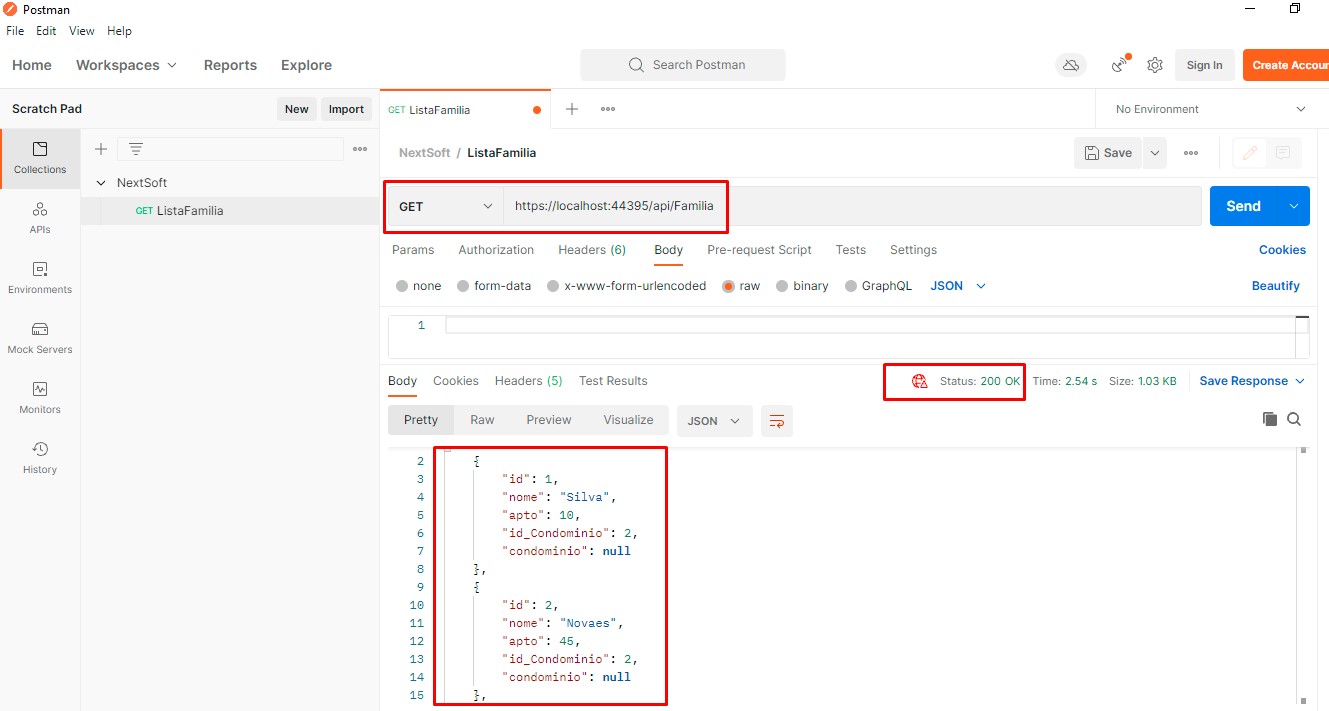 Postman
File Edit View Help
Home Workspaces Reports Explore Search Postman Sign In Create Accoun
Scratch Pad New Import GET ListaFamilia No Environment
Collections
APIs
Environments
Mock Servers
Monitors
History
NextSoft
GET ListaFamilia
NextSoft / ListaFamilia Save
GET https://localhost:44395/api/Familia Send
Params Authorization Headers (6) Body Pre-request Script Tests Settings Cookies
none form-data x-www-form-urlencoded raw binary GraphQL JSON Beautify
1
Body Cookies Headers (5) Test Results Status: 200 OK Time: 2.54 s Size: 1.03 KB Save Response
Pretty Raw Preview Visualize JSON
2 {
3 "id": 1,
4 "nome": "Silva",
5 "apto": 10,
6 "id_Condominio": 2,
7 "condominio": null
8 },
9 {
10 "id": 2,
11 "nome": "Novaes",
12 "apto": 45,
13 "id_Condominio": 2,
14 "condominio": null
15 },